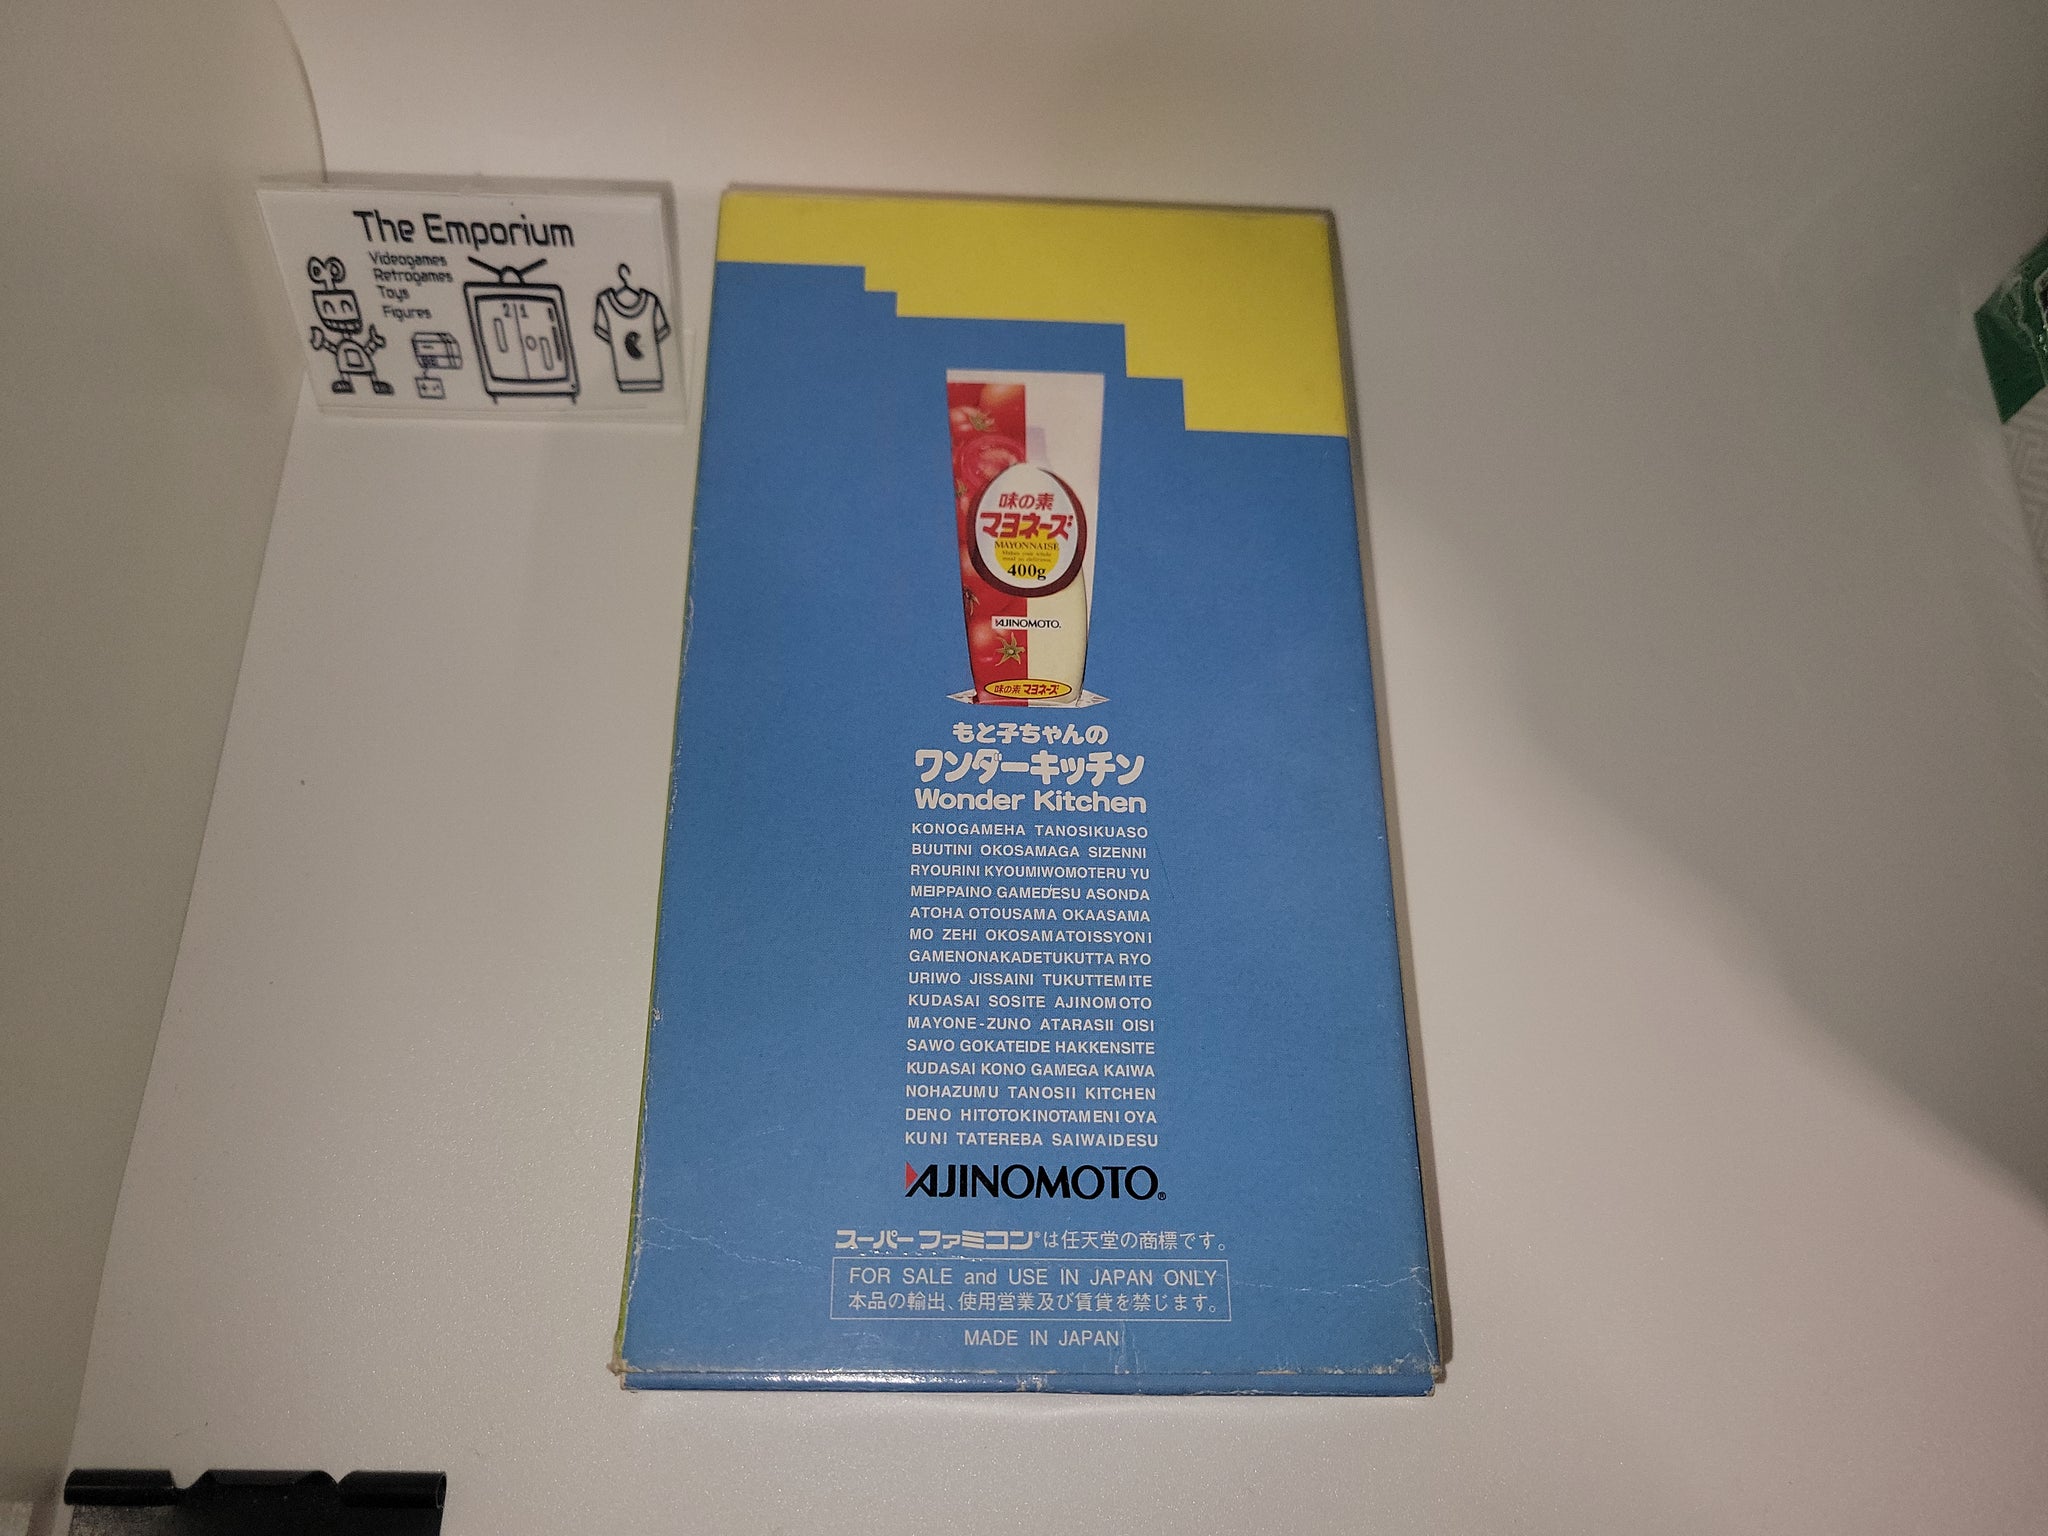 The Emporium
Videogames
Retrogames
Toys
Figures
2 1
味の素
マヨネーズ
MAYONNAISE
400g
AJINOMOTO.
味の素 マヨネーズ
もと子ちゃんの
ワンダーキッチン
Wonder Kitchen
KONOGAMEHA TANOSIKUASO
BUUTINI OKOSAMAGA SIZENNI
RYOURINI KYOUMIWOMOTERU YU
MEIPPAINO GAMEDESU ASONDA
ATOHA OTOUSAMA OKAASAMA
MO ZEHI OKOSAMATOISSYONI
GAMENONAKADETUKUTTA RYO
URIWO JISSAINI TUKUTTEMITE
KUDASAI SOSITE AJINOMOTO
MAYONE-ZUNO ATARASII OISI
SAWO GOKATEIDE HAKKENSITE
KUDASAI KONO GAMEGA KAIWA
NOHAZUMU TANOSII KITCHEN
DENO HITOTOKINOTAMENI OYA
KUNI TATEREBA SAIWAIDESU
AJINOMOTO®
スーパーファミコン®は任天堂の商標です。
FOR SALE and USE IN JAPAN ONLY
本品の輸出、使用営業及び賃貸を禁じます。
MADE IN JAPAN